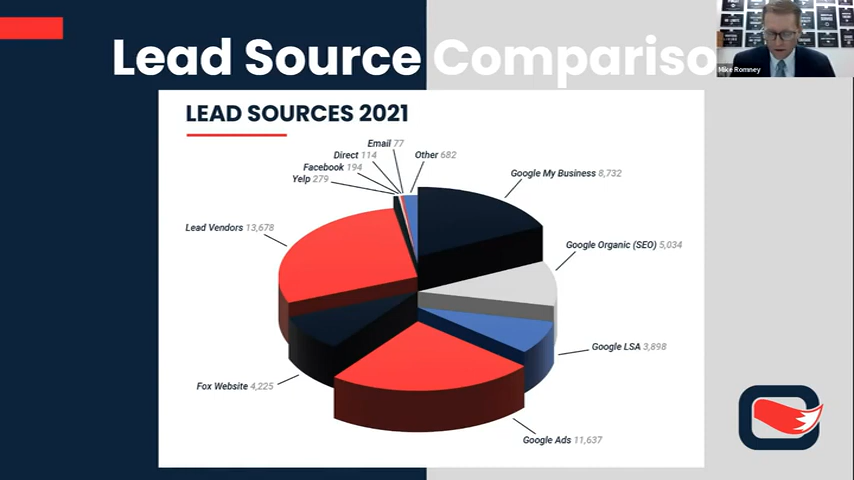 Lead Source Compariso
Mike Romney
LEAD SOURCES 2021
Email 77
Direct 114
Other 682
Facebook 194
Yelp 279
Google My Business 8,732
Lead Vendors 13,678
Google Organic (SEO) 5,034
Google LSA 3,898
Fox Website 4,225
Google Ads 11,637